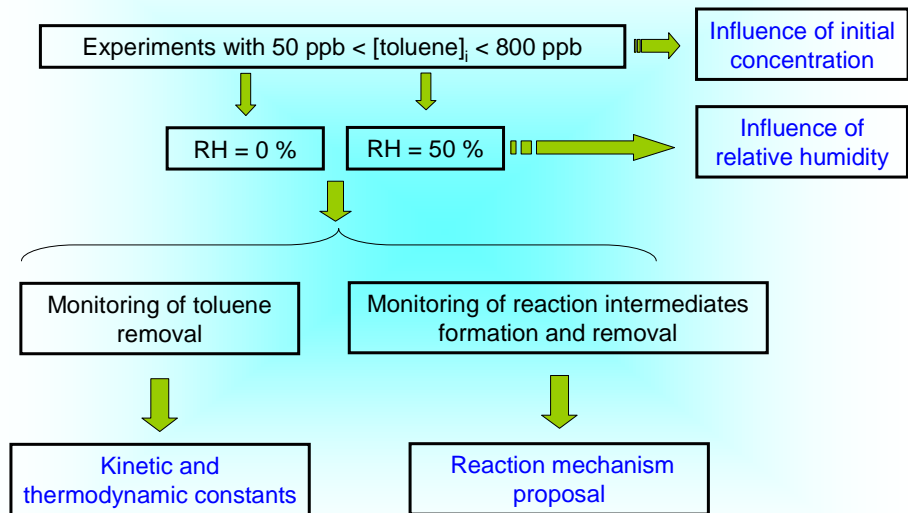 Experiments with 50 ppb < [toluene]i < 800 ppb
Influence of initial
concentration
RH = 0 %
RH = 50 %
Influence of
relative humidity
Monitoring of toluene
removal
Monitoring of reaction intermediates
formation and removal
Kinetic and
thermodynamic constants
Reaction mechanism
proposal